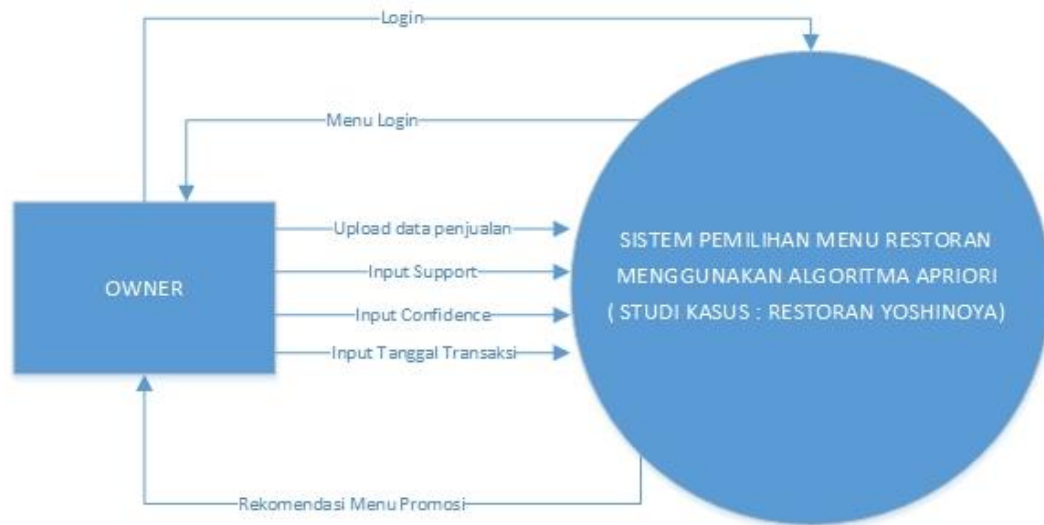 Login
Menu Login
Upload data penjualan
Input Support
Input Confidence
Input Tanggal Transaksi
OWNER
SISTEM PEMILIHAN MENU RESTORAN
MENGGUNAKAN ALGORITMA APRIORI
( STUDI KASUS : RESTORAN YOSHINOYA)
Rekomendasi Menu Promosi